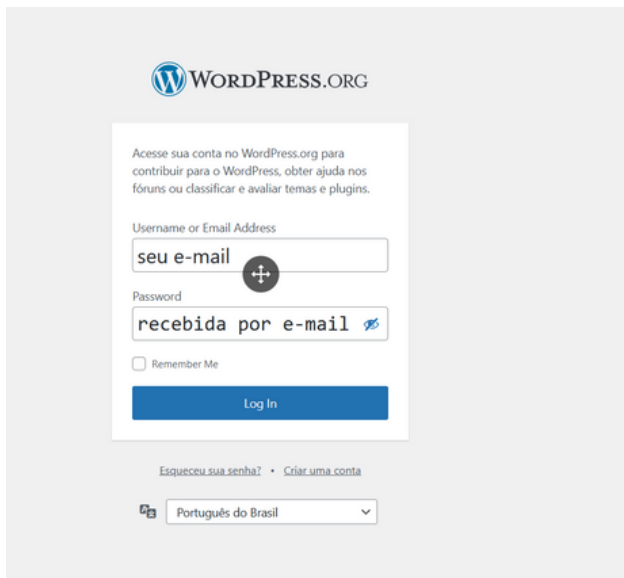 WORDPRESS.ORG
Acesse sua conta no WordPress.org para
contribuir para o WordPress, obter ajuda nos
fóruns ou classificar e avaliar temas e plugins.
Username or Email Address
seu e-mail
Password
recebida por e-mail
Remember Me
Log In
Esqueceu sua senha? • Criar uma conta
Português do Brasil